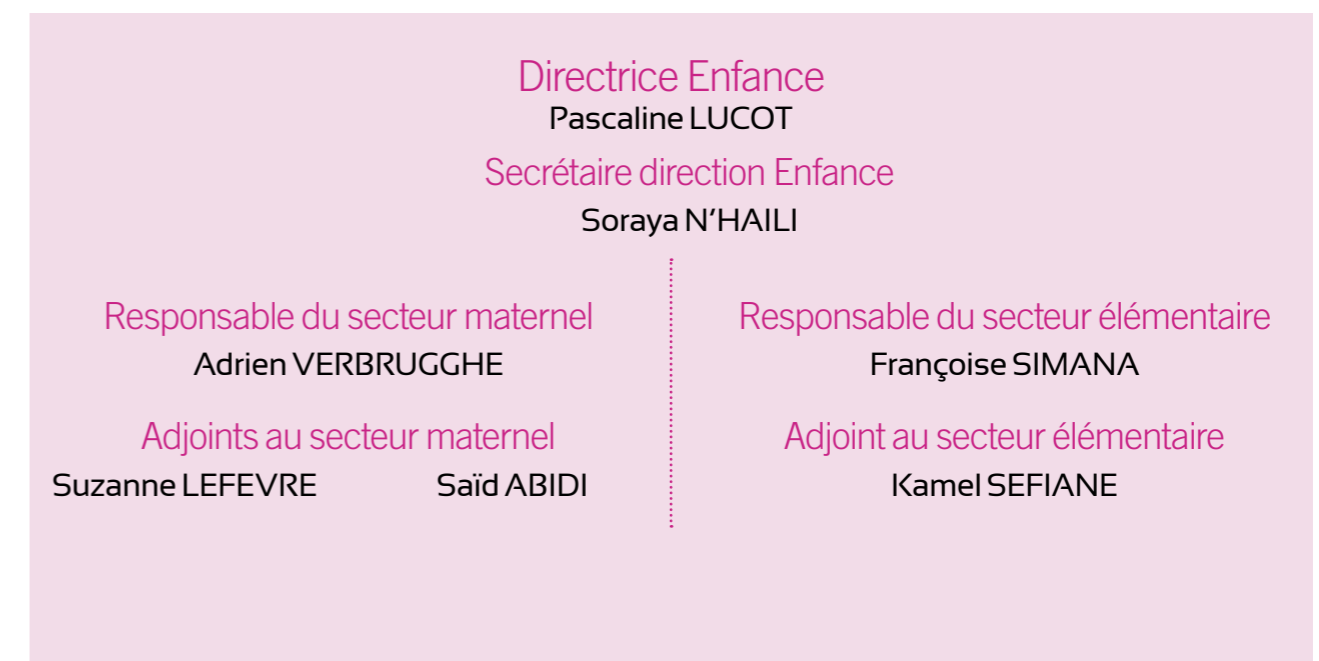 Directrice Enfance
Pascaline LUCOT
Secrétaire direction Enfance
Soraya N'HAILI
Responsable du secteur maternel
Adrien VERBRUGGHE
Adjoints au secteur maternel
Suzanne LEFEVRE Saïd ABIDI
Responsable du secteur élémentaire
Françoise SIMANA
Adjoint au secteur élémentaire
Kamel SEFIANE